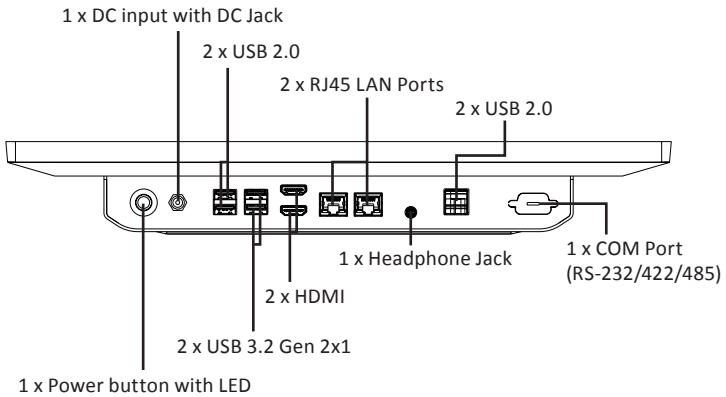 1 x DC input with DC Jack
2 x USB 2.0
2 x RJ45 LAN Ports
2 x USB 2.0
1 x Headphone Jack
1 x COM Port
(RS-232/422/485)
2 x HDMI
2 x USB 3.2 Gen 2x1
1 x Power button with LED